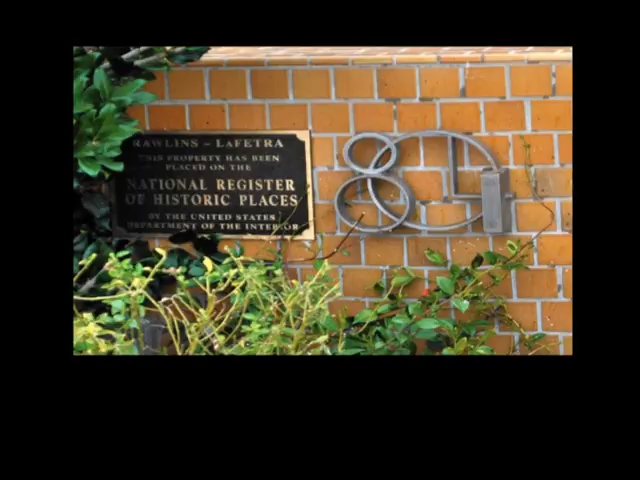 RAWLINS - LAFETRA
THIS PROPERTY HAS BEEN
PLACED ON THE
NATIONAL REGISTER
OF HISTORIC PLACES
BY THE UNITED STATES
DEPARTMENT OF THE INTERIOR
804